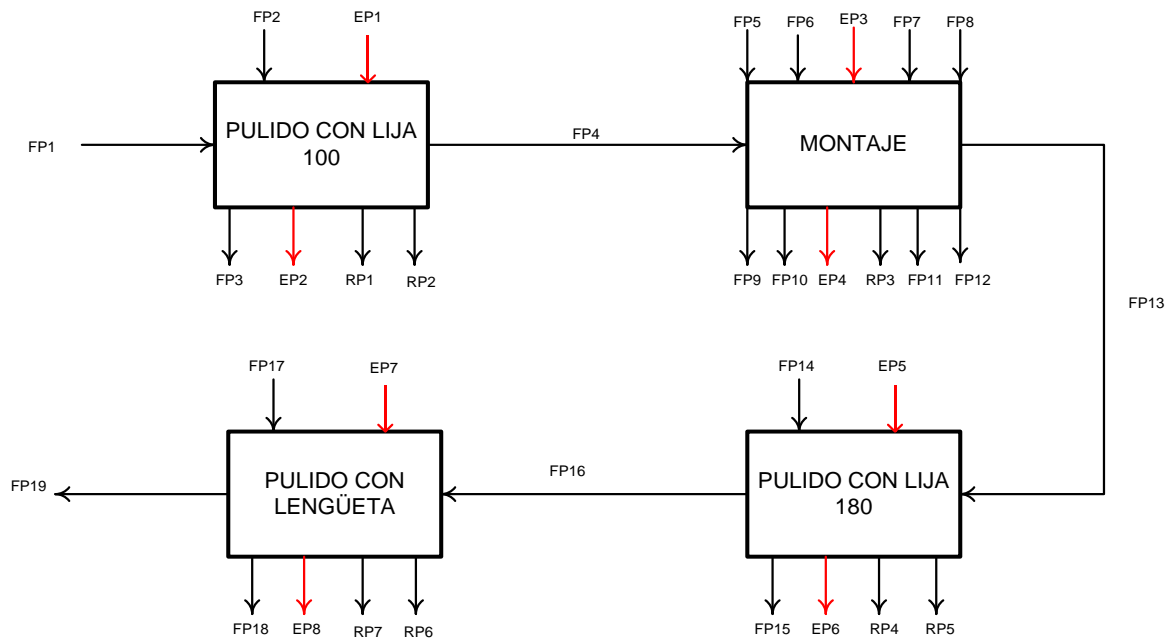 FP2
EP1
FP5
FP6
EP3
FP7
FP8
FP1
PULIDO CON LIJA
100
FP4
MONTAJE
FP3
EP2
RP1
RP2
FP9
FP10
EP4
RP3
FP11
FP12
FP13
FP17
EP7
FP14
EP5
FP19
PULIDO CON
LENGÜETA
FP16
PULIDO CON LIJA
180
FP18
EP8
RP7
RP6
FP15
EP6
RP4
RP5